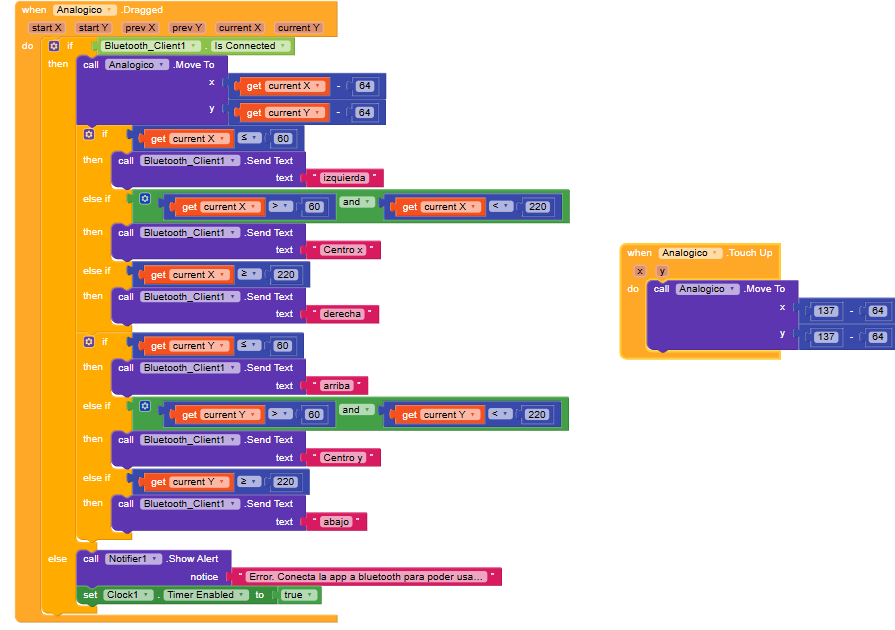 when Analogico .Dragged
start X start Y prev X prev Y current X current Y
do if Bluetooth_Client1 . Is Connected
then call Analogico .Move To
x get current X - 64
y get current Y - 64
if get current X ≤ 60
then call Bluetooth_Client1 .Send Text
text " izquierda "
else if get current X > 60 and get current X < 220
then call Bluetooth_Client1 .Send Text
text " Centro x "
else if get current X ≥ 220
then call Bluetooth_Client1 .Send Text
text " derecha "
if get current Y ≤ 60
then call Bluetooth_Client1 .Send Text
text " arriba "
else if get current Y > 60 and get current Y < 220
then call Bluetooth_Client1 .Send Text
text " Centro y "
else if get current Y ≥ 220
then call Bluetooth_Client1 .Send Text
text " abajo "
else call Notifier1 .Show Alert
notice " Error. Conecta la app a bluetooth para poder usa... "
set Clock1 . Timer Enabled to true
when Analogico .Touch Up
x y
do call Analogico .Move To
x 137 - 64
y 137 - 64